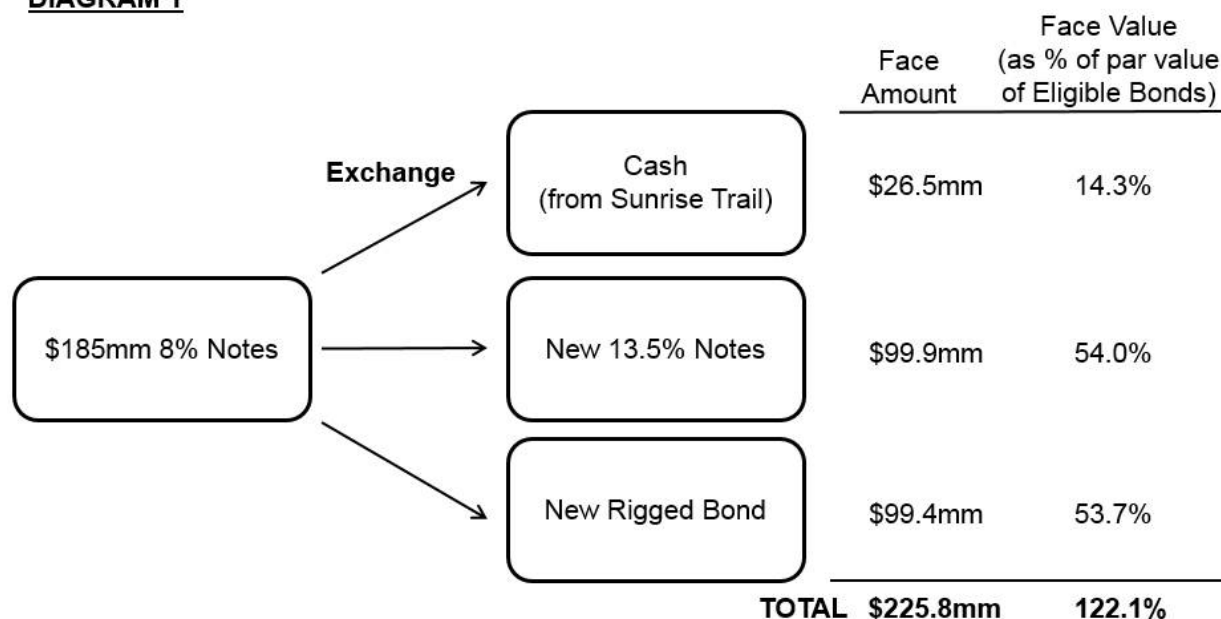 DIAGRAM 1
Face Value
Face (as % of par value
Amount of Eligible Bonds)
Exchange
Cash
(from Sunrise Trail)
$26.5mm 14.3%
$185mm 8% Notes
New 13.5% Notes
$99.9mm 54.0%
New Rigged Bond
$99.4mm 53.7%
TOTAL $225.8mm 122.1%